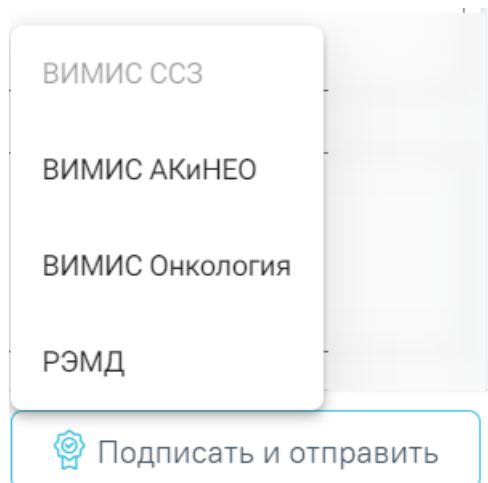 ВИМИС ССЗ
ВИМИС АКиНЕО
ВИМИС Онкология
РЭМД
Подписать и отправить